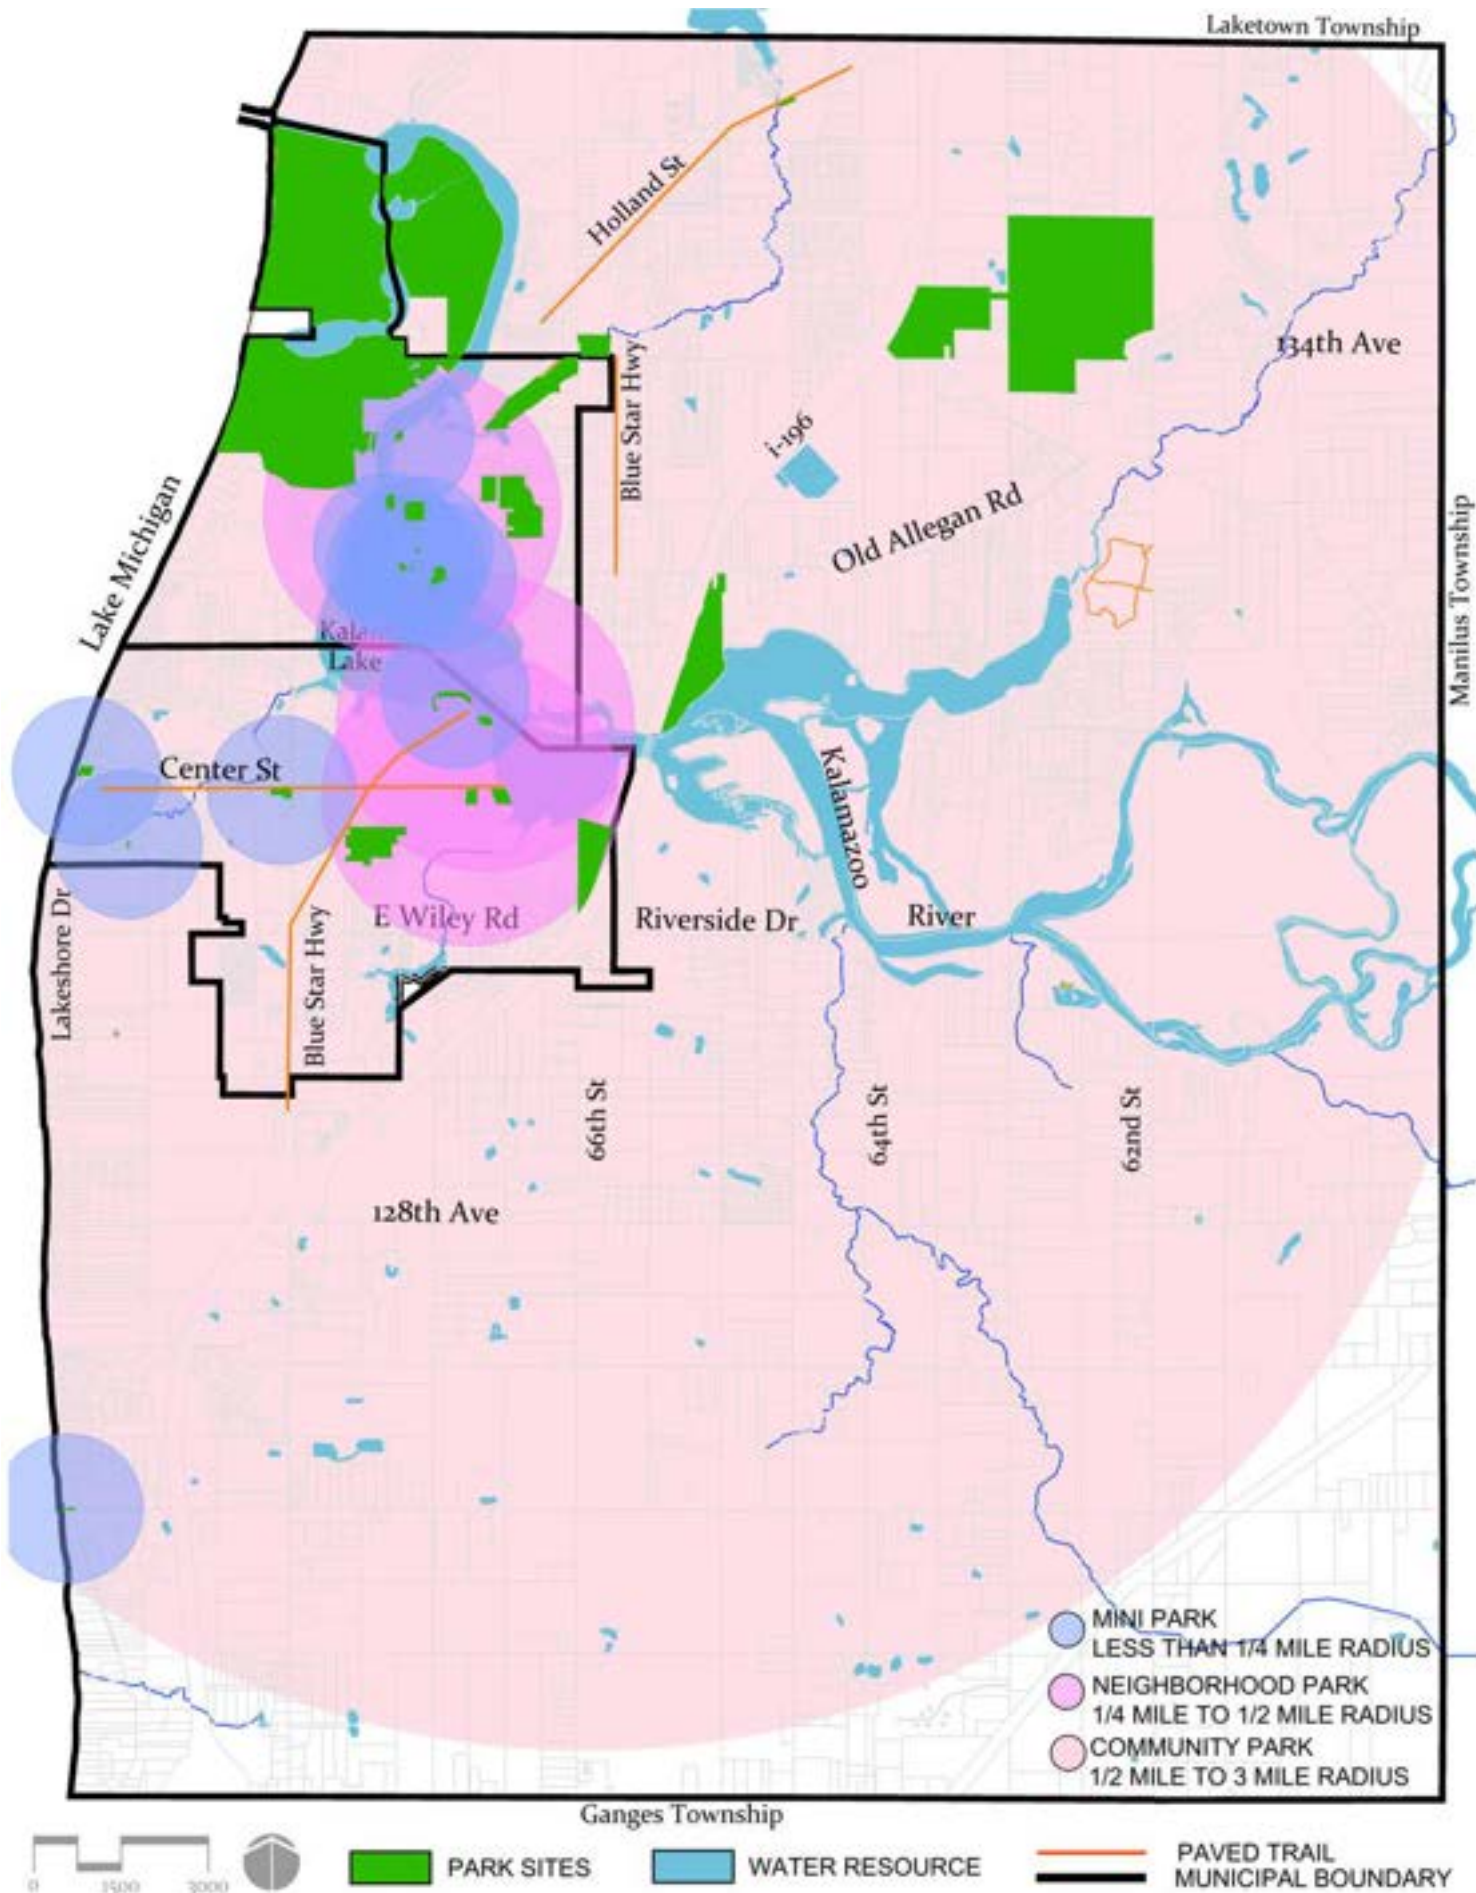 Laketown Township
Holland St
134th Ave
Blue Star Hwy
i-196
Old Allegan Rd
Lake Michigan
Manilus Township
Lake
Center St
Kalamazoo
River
Lakeshore Dr
E Wiley Rd
Riverside Dr
Blue Star Hwy
66th St
64th St
62nd St
128th Ave
MINI PARK
LESS THAN 1/4 MILE RADIUS
NEIGHBORHOOD PARK
1/4 MILE TO 1/2 MILE RADIUS
COMMUNITY PARK
1/2 MILE TO 3 MILE RADIUS
Ganges Township
0 1500 3000
PARK SITES
WATER RESOURCE
PAVED TRAIL
MUNICIPAL BOUNDARY